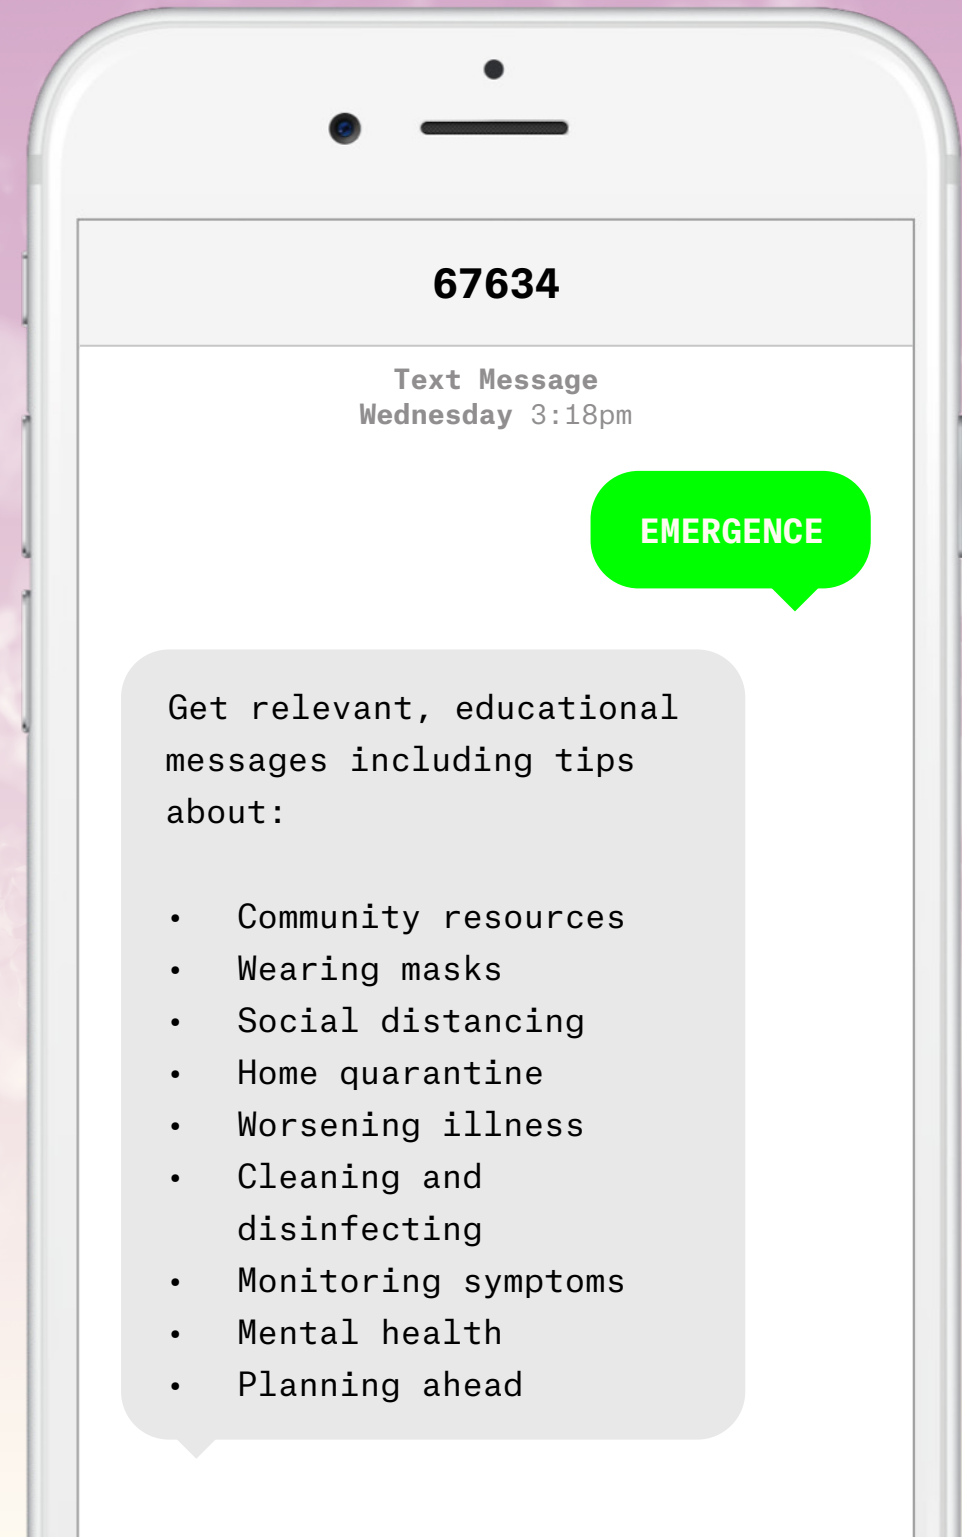 67634
Text Message
Wednesday 3:18pm
EMERGENCE
Get relevant, educational
messages including tips
about:
• Community resources
• Wearing masks
• Social distancing
• Home quarantine
• Worsening illness
• Cleaning and
disinfecting
• Monitoring symptoms
• Mental health
• Planning ahead